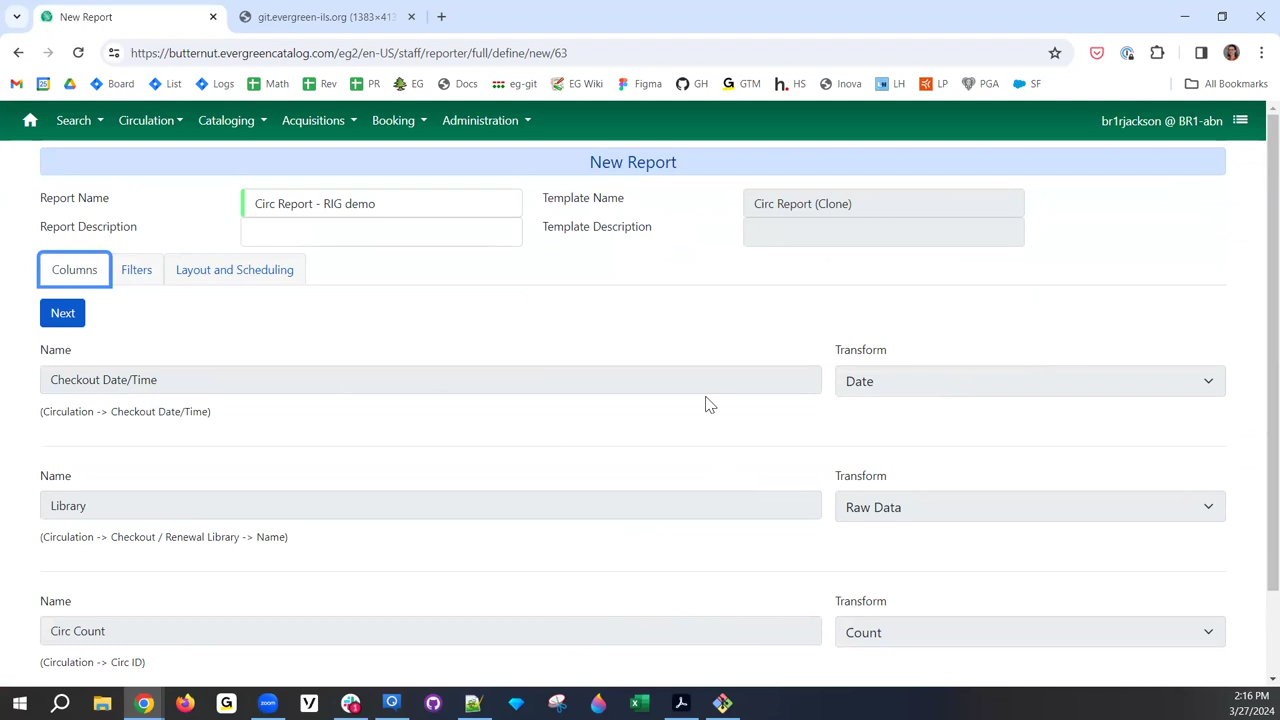 New Report
git.evergreen-ils.org (1383×413
https://butternut.evergreencatalog.com/eg2/en-US/staff/reporter/full/define/new/63
Board List Logs Math Rev PR EG Docs eg-git EG Wiki Figma GH GTM HS Inova LH LP PGA SF All Bookmarks
Search Circulation Cataloging Acquisitions Booking Administration br1rjackson @ BR1-abn
New Report
Report Name Circ Report - RIG demo Template Name Circ Report (Clone)
Report Description Template Description
Columns Filters Layout and Scheduling
Next
Name Transform
Checkout Date/Time Date
(Circulation -> Checkout Date/Time)
Name Transform
Library Raw Data
(Circulation -> Checkout / Renewal Library -> Name)
Name Transform
Circ Count Count
(Circulation -> Circ ID)
2:16 PM
3/27/2024